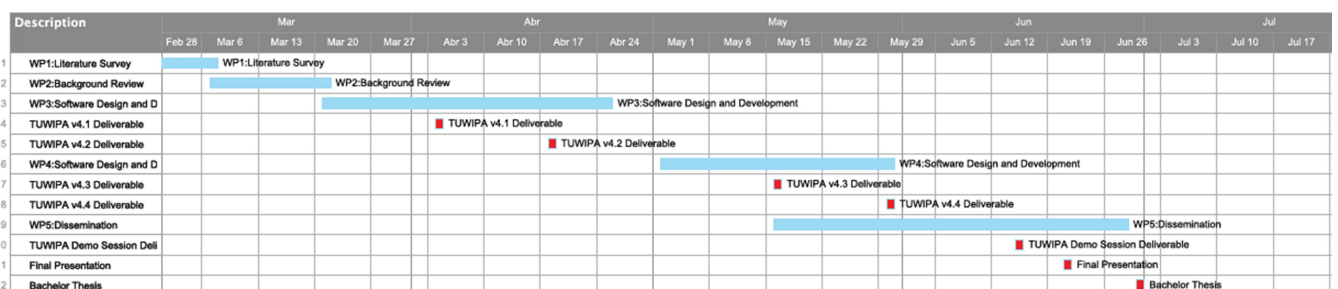 Description Mar Abr May Jun Jul
Feb 28 Mar 6 Mar 13 Mar 20 Mar 27 Abr 3 Abr 10 Abr 17 Abr 24 May 1 May 8 May 15 May 22 May 29 Jun 5 Jun 12 Jun 19 Jun 26 Jul 3 Jul 10 Jul 17
1 WP1:Literature Survey WP1:Literature Survey
2 WP2:Background Review WP2:Background Review
3 WP3:Software Design and D WP3:Software Design and Development
4 TUWIPA v4.1 Deliverable TUWIPA v4.1 Deliverable
5 TUWIPA v4.2 Deliverable TUWIPA v4.2 Deliverable
6 WP4:Software Design and D WP4:Software Design and Development
7 TUWIPA v4.3 Deliverable TUWIPA v4.3 Deliverable
8 TUWIPA v4.4 Deliverable TUWIPA v4.4 Deliverable
9 WP5:Dissemination WP5:Dissemination
0 TUWIPA Demo Session Deli TUWIPA Demo Session Deliverable
1 Final Presentation Final Presentation
2 Bachelor Thesis Bachelor Thesis